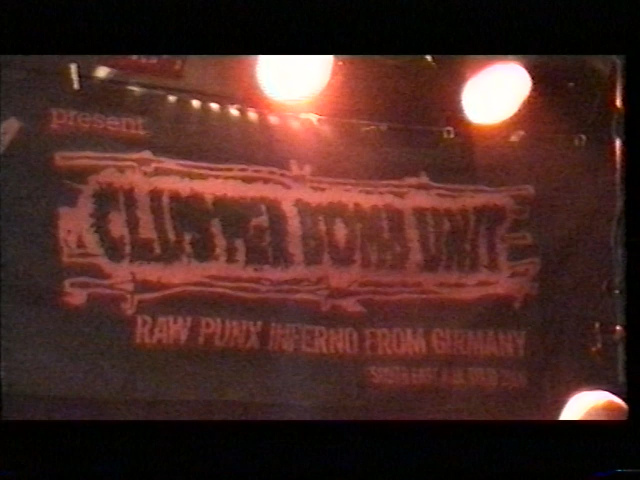 present
CLUSTER BOMB UNIT
RAW PUNX INFERNO FROM GERMANY